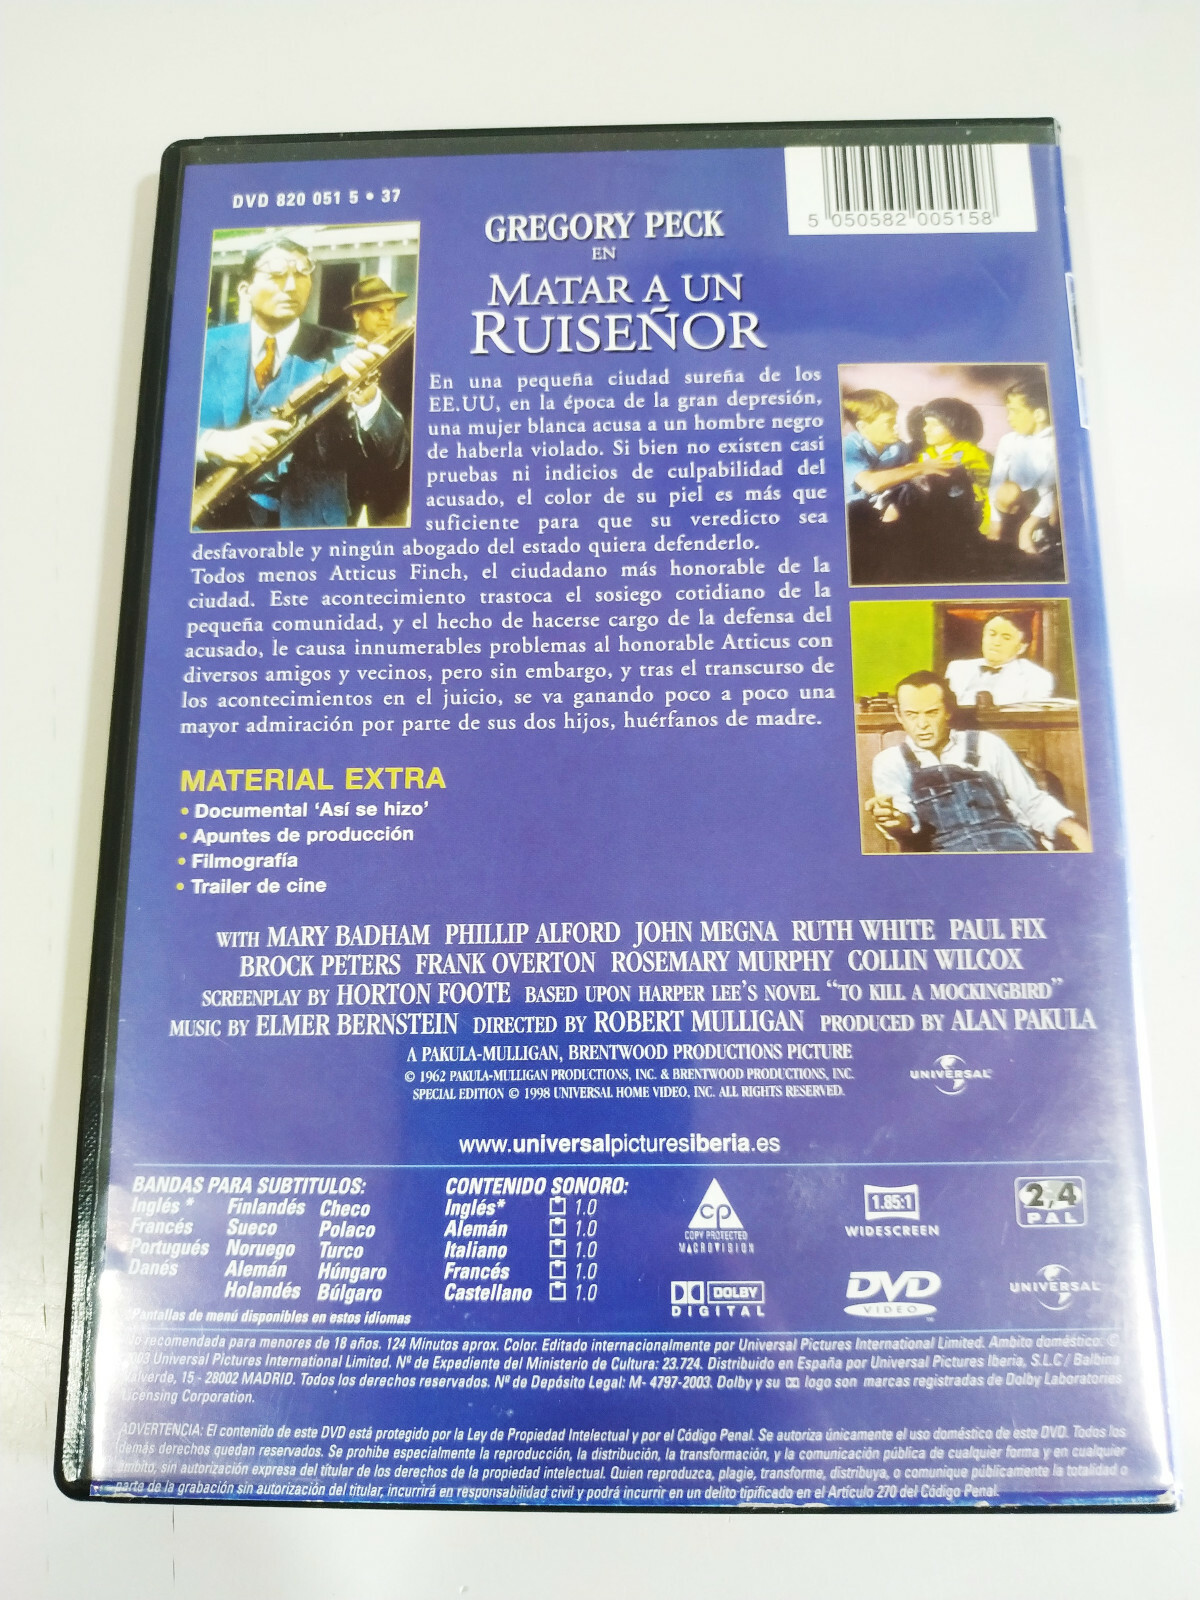 DVD 820 051 5 • 37
5 050582 005158
GREGORY PECK
EN
MATAR A UN
RUISEÑOR
En una pequeña ciudad sureña de los
EE.UU, en la época de la gran depresión,
una mujer blanca acusa a un hombre negro
de haberla violado. Si bien no existen casi
pruebas ni indicios de culpabilidad del
acusado, el color de su piel es más que
suficiente para que su veredicto sea
desfavorable y ningún abogado del estado quiera defenderlo.
Todos menos Atticus Finch, el ciudadano más honorable de la
ciudad. Este acontecimiento trastoca el sosiego cotidiano de la
pequeña comunidad, y el hecho de hacerse cargo de la defensa del
acusado, le causa innumerables problemas al honorable Atticus con
diversos amigos y vecinos, pero sin embargo, y tras el transcurso de
los acontecimientos en el juicio, se va ganando poco a poco una
mayor admiración por parte de sus dos hijos, huérfanos de madre.
MATERIAL EXTRA
• Documental 'Así se hizo'
• Apuntes de producción
• Filmografía
• Trailer de cine
WITH MARY BADHAM PHILLIP ALFORD JOHN MEGNA RUTH WHITE PAUL FIX
BROCK PETERS FRANK OVERTON ROSEMARY MURPHY COLLIN WILCOX
SCREENPLAY BY HORTON FOOTE BASED UPON HARPER LEE'S NOVEL "TO KILL A MOCKINGBIRD"
MUSIC BY ELMER BERNSTEIN DIRECTED BY ROBERT MULLIGAN PRODUCED BY ALAN PAKULA
A PAKULA-MULLIGAN, BRENTWOOD PRODUCTIONS PICTURE
© 1962 PAKULA-MULLIGAN PRODUCTIONS, INC. & BRENTWOOD PRODUCTIONS, INC.
SPECIAL EDITION © 1998 UNIVERSAL HOME VIDEO, INC. ALL RIGHTS RESERVED.
UNIVERSAL
www.universalpicturesiberia.es
BANDAS PARA SUBTITULOS:
Inglés * Finlandés Checo
Francés Sueco Polaco
Portugués Noruego Turco
Danés Alemán Húngaro
Holandés Búlgaro
*Pantallas de menú disponibles en estos idiomas
CONTENIDO SONORO:
Inglés* 1.0
Alemán 1.0
Italiano 1.0
Francés 1.0
Castellano 1.0
CP
COPY PROTECTED
MACROVISION
DOLBY
DIGITAL
1.85:1
WIDESCREEN
DVD
VIDEO
2,4
PAL
UNIVERSAL
No recomendada para menores de 18 años. 124 Minutos aprox. Color. Editado internacionalmente por Universal Pictures International Limited. Ambito doméstico: ©
2003 Universal Pictures International Limited. Nº de Expediente del Ministerio de Cultura: 23.724. Distribuido en España por Universal Pictures Iberia, S.L.C/ Balbina
Valverde, 15 - 28002 MADRID. Todos los derechos reservados. Nº de Depósito Legal: M- 4797-2003. Dolby y su logo son marcas registradas de Dolby Laboratories
Licensing Corporation.
ADVERTENCIA: El contenido de este DVD está protegido por la Ley de Propiedad Intelectual y por el Código Penal. Se autoriza únicamente el uso doméstico de este DVD. Todos los
demás derechos quedan reservados. Se prohibe especialmente la reproducción, la distribución, la transformación, y la comunicación pública de cualquier forma y en cualquier
ámbito, sin autorización expresa del titular de los derechos de la propiedad intelectual. Quien reproduzca, plagie, transforme, distribuya, o comunique públicamente la totalidad o
parte de la grabación sin autorización del titular, incurrirá en responsabilidad civil y podrá incurrir en un delito tipificado en el Artículo 270 del Código Penal.